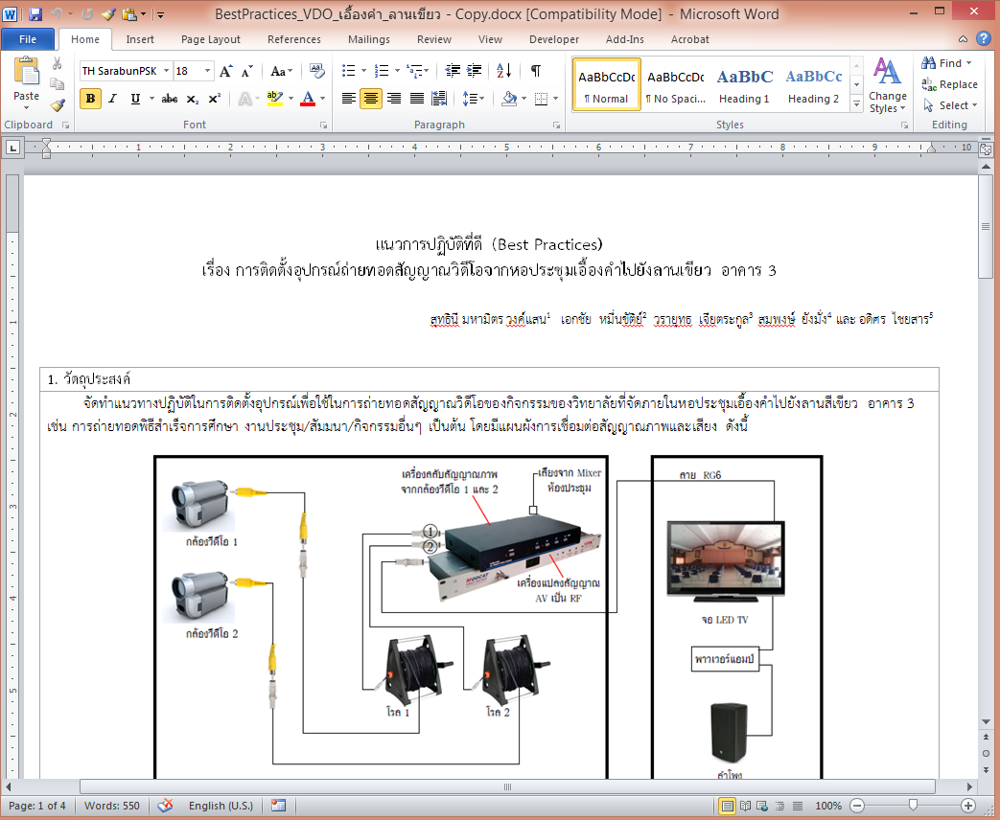 BestPractices_VDO_เอื้องคำ_ลานเขียว - Copy.docx [Compatibility Mode] - Microsoft Word
File Home Insert Page Layout References Mailings Review View Developer Add-Ins Acrobat
TH SarabunPSK 18 Aa Find
Paste B I U abe X₂ X² A ab A AaBbCcDc AaBbCcDc AaBbC AaBbCc Replace
¶ Normal ¶ No Spaci... Heading 1 Heading 2 Change Styles Select
Clipboard Font Paragraph Styles Editing
1 2 3 4 5 6 7 8 9 10
แนวการปฏิบัติที่ดี (Best Practices)
เรื่อง การติดตั้งอุปกรณ์ถ่ายทอดสัญญาณวิดีโอจากหอประชุมเอื้องคำไปยังลานเขียว อาคาร 3
สุทธินี มหามิตร วงค์แสน¹ เอกชัย หมื่นขัติย์² วรายุทธ เจียตระกูล³ สมพงษ์ ยังมั่ง⁴ และ อดิศร ไชยสาร⁵
1. วัตถุประสงค์
จัดทำแนวทางปฏิบัติในการติดตั้งอุปกรณ์เพื่อใช้ในการถ่ายทอดสัญญาณวิดีโอของกิจกรรมของวิทยาลัยที่จัดภายในหอประชุมเอื้องคำไปยังลานสีเขียว อาคาร 3
เช่น การถ่ายทอดพิธีสำเร็จการศึกษา งานประชุม/สัมมนา/กิจกรรมอื่นๆ เป็นต้น โดยมีแผนผังการเชื่อมต่อสัญญาณภาพและเสียง ดังนี้
เครื่องสลับสัญญาณภาพ
จากกล้องวีดีโอ 1 และ 2
เสียงจาก Mixer
ห้องประชุม
สาย RG6
กล้องวีดีโอ 1
1
2
เครื่องแปลงสัญญาณ
AV เป็น RF
กล้องวีดีโอ 2
จอ LED TV
พาวเวอร์แอมป์
โรล 1
โรล 2
ลำโพง
1
2
3
4
5
Page: 1 of 4 Words: 550 English (U.S.) 100%